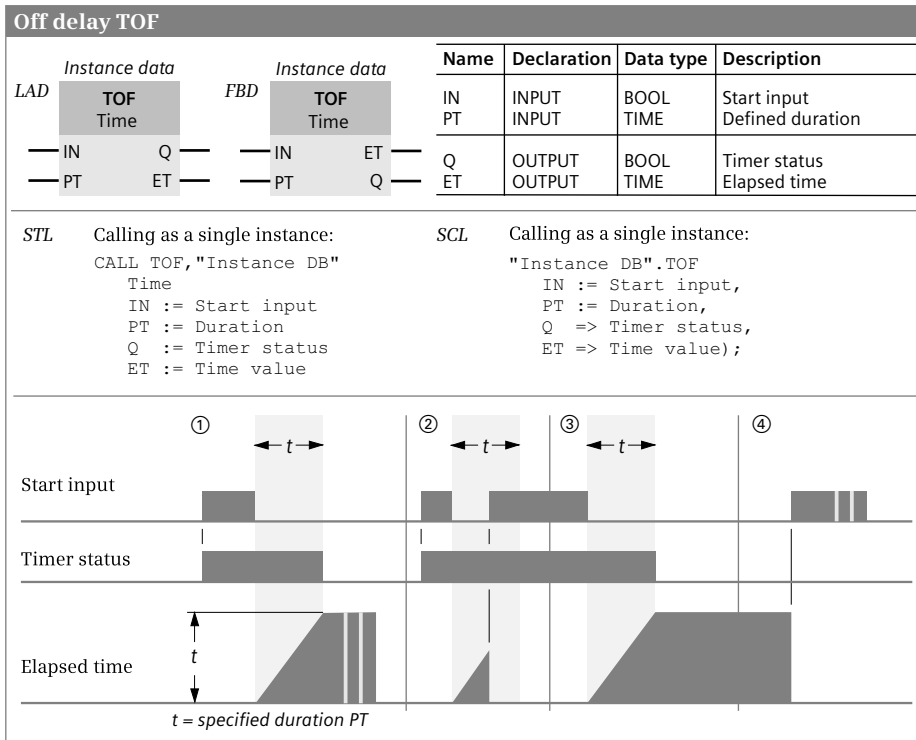 Off delay TOF
Instance data
LAD
TOF
Time
IN Q
PT ET
Instance data
FBD
TOF
Time
IN ET
PT Q
Name Declaration Data type Description
IN INPUT BOOL Start input
PT INPUT TIME Defined duration
Q OUTPUT BOOL Timer status
ET OUTPUT TIME Elapsed time
STL Calling as a single instance:
CALL TOF,"Instance DB"
Time
IN := Start input
PT := Duration
Q := Timer status
ET := Time value
SCL Calling as a single instance:
"Instance DB".TOF
IN := Start input,
PT := Duration,
Q => Timer status,
ET => Time value);
① ② ③ ④
t t t
Start input
Timer status
t
Elapsed time
t = specified duration PT